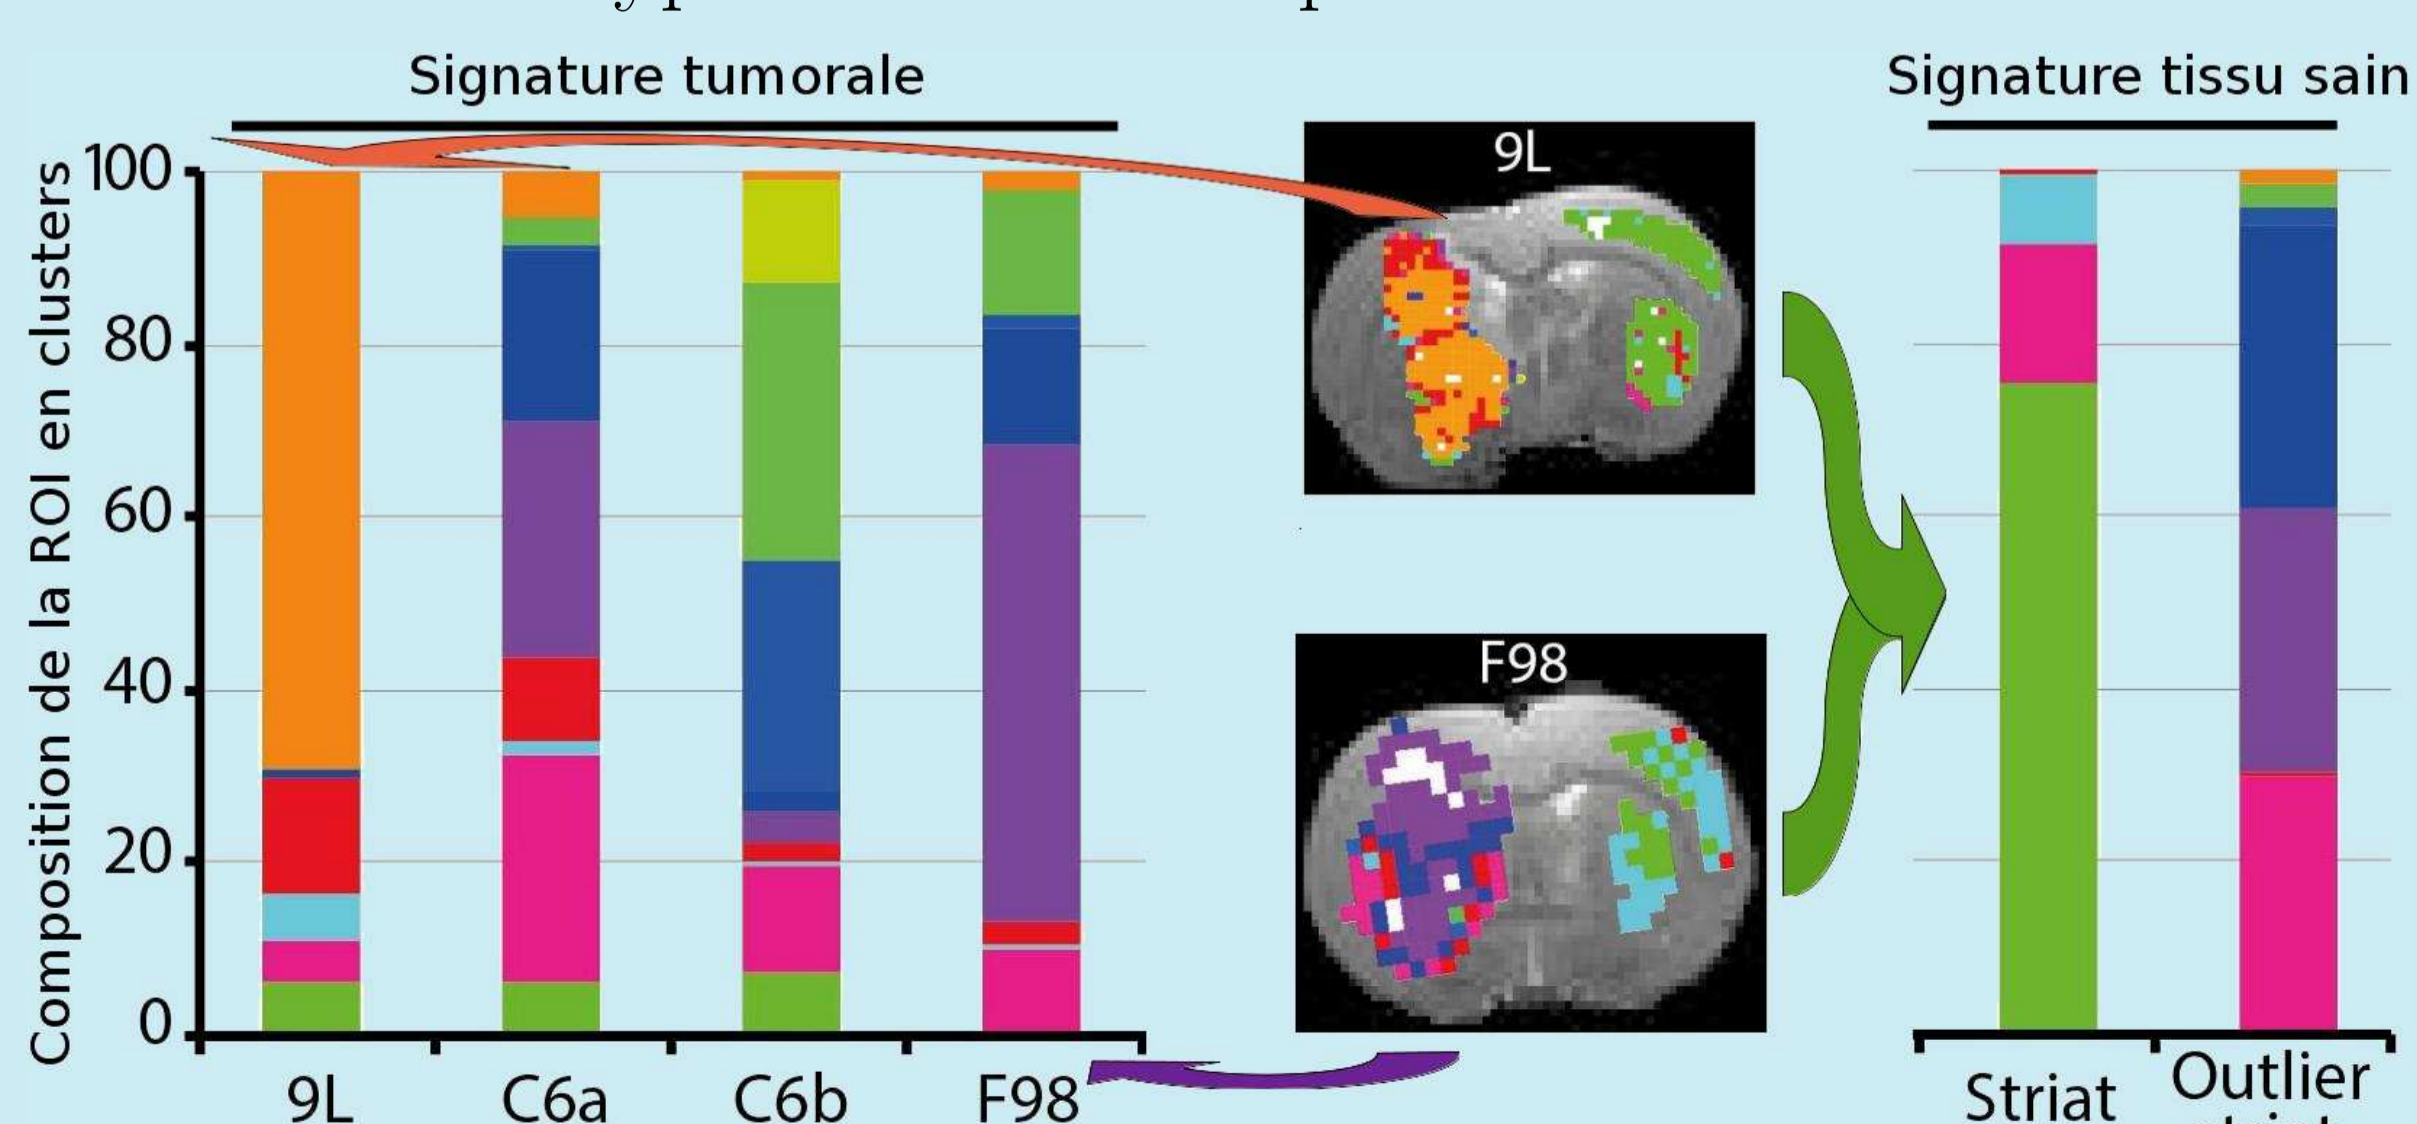 Signature tumorale
Signature tissu sain
Composition de la ROI en clusters
100
80
60
40
20
0
9L
C6a
C6b
F98
9L
F98
Striat
Outlier